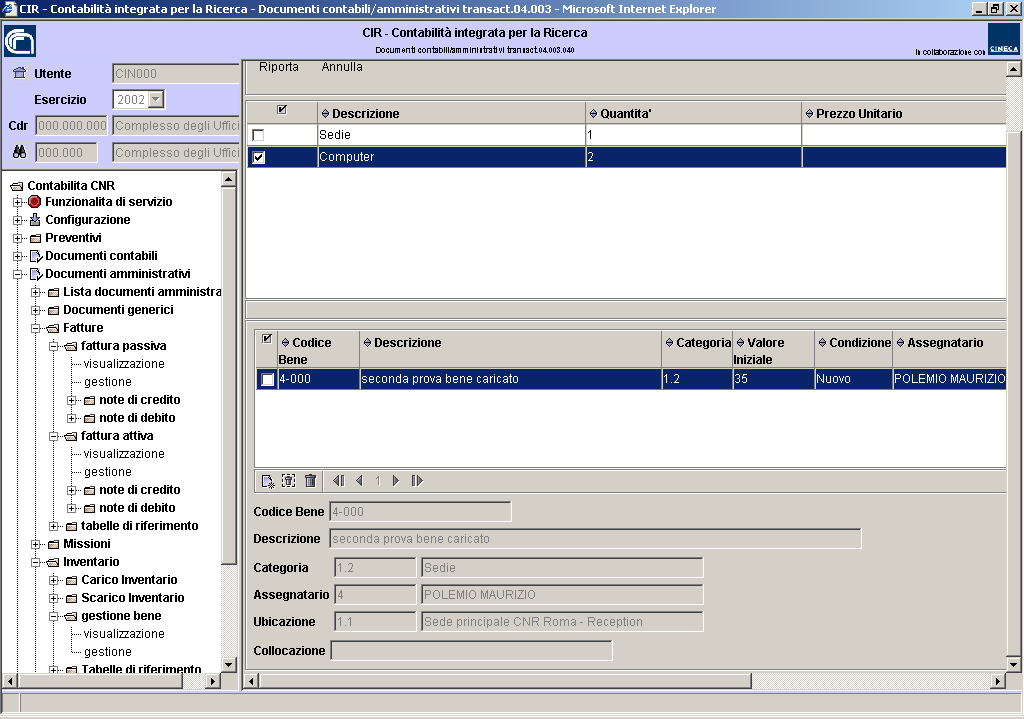 CIR - Contabilità integrata per la Ricerca - Documenti contabili/amministrativi transact.04.003 - Microsoft Internet Explorer
CIR - Contabilità integrata per la Ricerca
Documenti contabili/amministrativi transact.04.003.040
in collaborazione con
CINECA
Utente CIN000
Esercizio 2002
Cdr 000.000.000 Complesso degli Uffici
000.000 Complesso degli Uffici
Contabilita CNR
Funzionalita di servizio
Configurazione
Preventivi
Documenti contabili
Documenti amministrativi
Lista documenti amministra
Documenti generici
Fatture
fattura passiva
visualizzazione
gestione
note di credito
note di debito
fattura attiva
visualizzazione
gestione
note di credito
note di debito
tabelle di riferimento
Missioni
Inventario
Carico Inventario
Scarico Inventario
gestione bene
visualizzazione
gestione
Tabelle di riferimento
Riporta Annulla
Descrizione Quantita' Prezzo Unitario
Sedie 1
Computer 2
Codice Bene Descrizione Categoria Valore Iniziale Condizione Assegnatario
4-000 seconda prova bene caricato 1.2 35 Nuovo POLEMIO MAURIZIO
1
Codice Bene 4-000
Descrizione seconda prova bene caricato
Categoria 1.2 Sedie
Assegnatario 4 POLEMIO MAURIZIO
Ubicazione 1.1 Sede principale CNR Roma - Reception
Collocazione